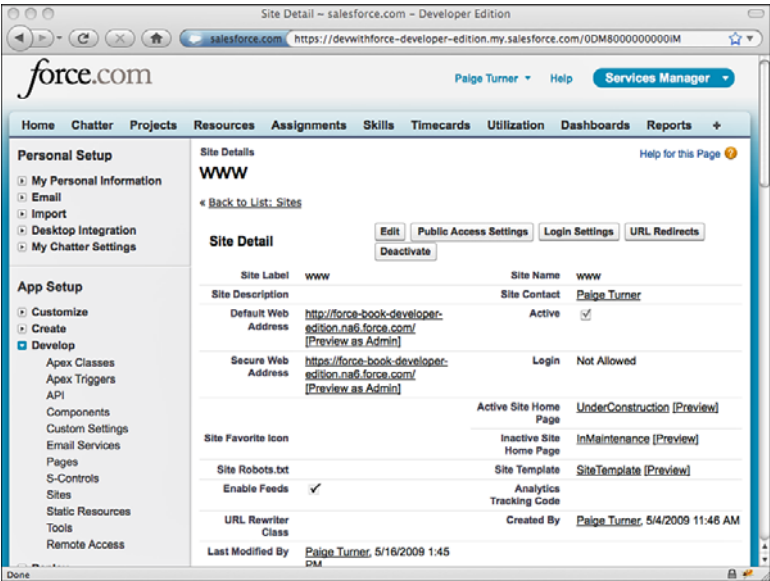 Site Detail ~ salesforce.com – Developer Edition
salesforce.com https://devwithforce-developer-edition.my.salesforce.com/0DM8000000000iM
force.com
Paige Turner Help Services Manager
Home Chatter Projects Resources Assignments Skills Timecards Utilization Dashboards Reports +
Personal Setup
My Personal Information
Email
Import
Desktop Integration
My Chatter Settings
App Setup
Customize
Create
Develop
Apex Classes
Apex Triggers
API
Components
Custom Settings
Email Services
Pages
S-Controls
Sites
Static Resources
Tools
Remote Access
Site Details
www
Help for this Page ?
« Back to List: Sites
Site Detail
Edit Public Access Settings Login Settings URL Redirects
Deactivate
Site Label www Site Name www
Site Description Site Contact Paige Turner
Default Web Address http://force-book-developer-
edition.na6.force.com/
[Preview as Admin]
Active
Secure Web Address https://force-book-developer-
edition.na6.force.com/
[Preview as Admin]
Login Not Allowed
Active Site Home Page UnderConstruction [Preview]
Site Favorite Icon Inactive Site Home Page InMaintenance [Preview]
Site Robots.txt Site Template SiteTemplate [Preview]
Enable Feeds Analytics Tracking Code
URL Rewriter Class Created By Paige Turner, 5/4/2009 11:46 AM
Last Modified By Paige Turner, 5/16/2009 1:45
PM
Done